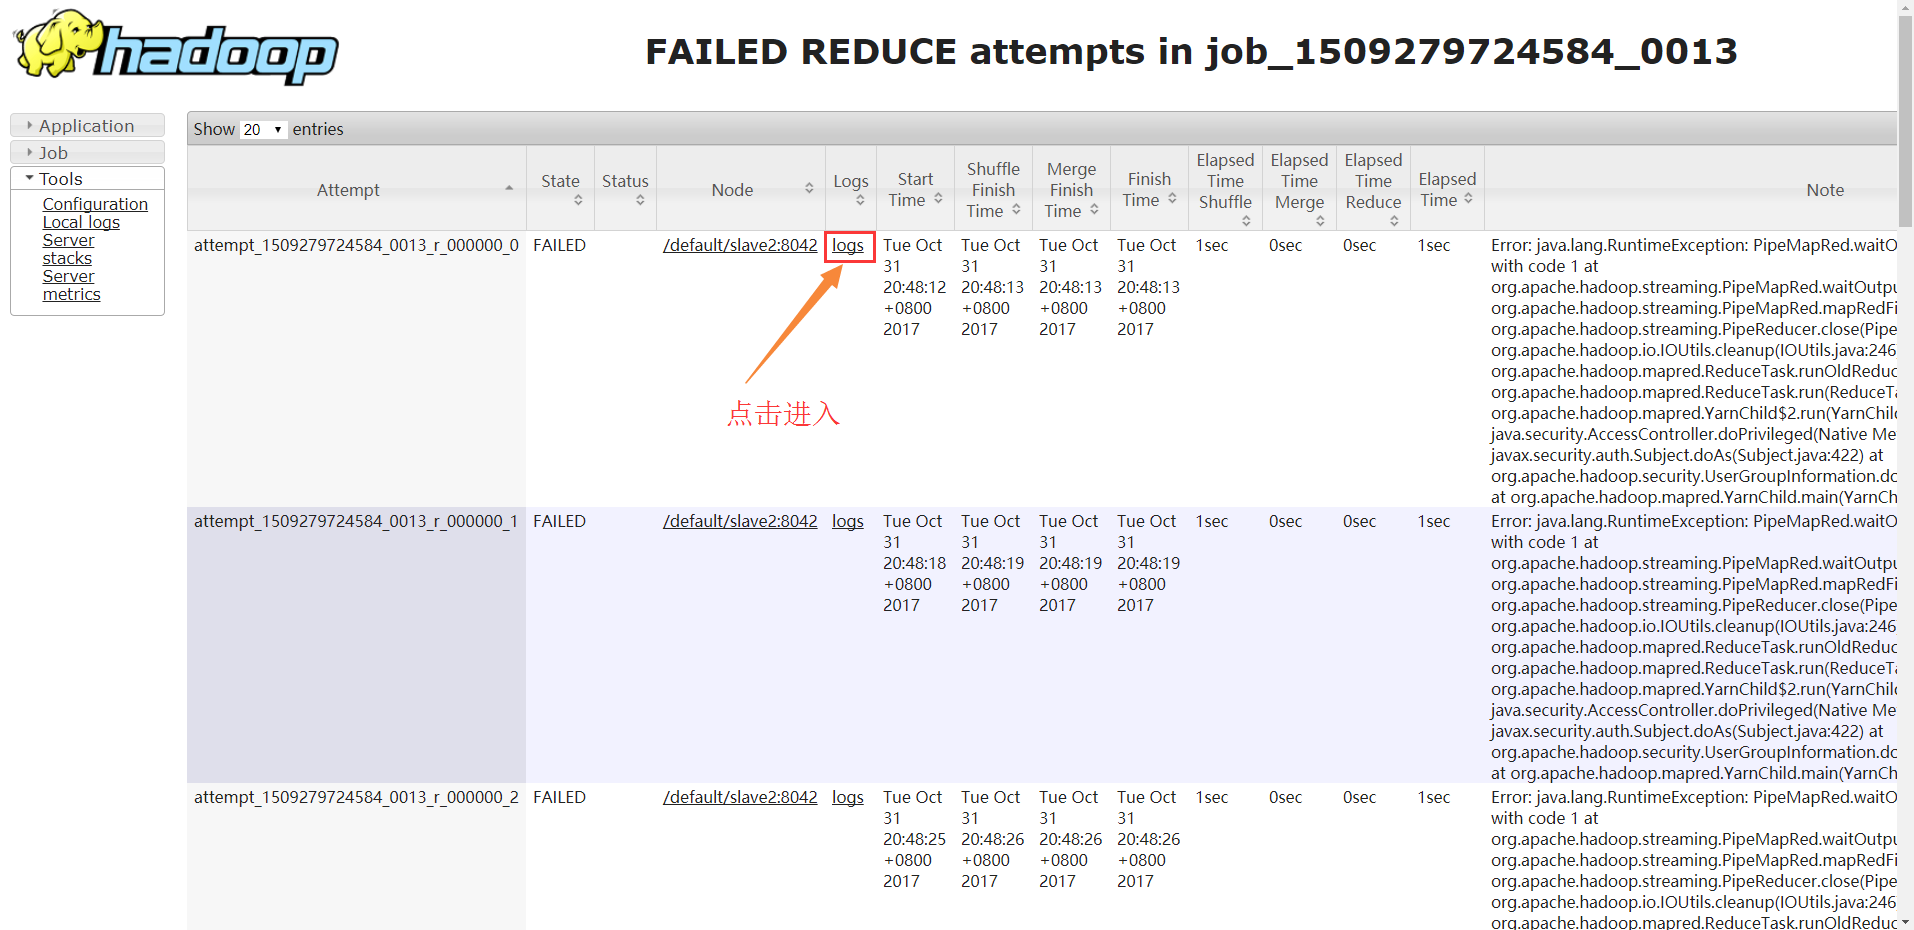 hadoop
FAILED REDUCE attempts in job_1509279724584_0013
Application
Job
Tools
Configuration
Local logs
Server
stacks
Server
metrics
Show 20 entries
Attempt
State
Status
Node
Logs
Start
Time
Shuffle
Finish
Time
Merge
Finish
Time
Finish
Time
Elapsed
Time
Shuffle
Elapsed
Time
Merge
Elapsed
Time
Reduce
Elapsed
Time
Note
attempt_1509279724584_0013_r_000000_0
FAILED
/default/slave2:8042
logs
Tue Oct
31
20:48:12
+0800
2017
Tue Oct
31
20:48:13
+0800
2017
Tue Oct
31
20:48:13
+0800
2017
Tue Oct
31
20:48:13
+0800
2017
1sec
0sec
0sec
1sec
Error: java.lang.RuntimeException: PipeMapRed.waitO
with code 1 at
org.apache.hadoop.streaming.PipeMapRed.waitOutpu
org.apache.hadoop.streaming.PipeMapRed.mapRedFi
org.apache.hadoop.streaming.PipeReducer.close(Pipe
org.apache.hadoop.io.IOUtils.cleanup(IOUtils.java:246
org.apache.hadoop.mapred.ReduceTask.runOldReduc
org.apache.hadoop.mapred.ReduceTask.run(ReduceTa
org.apache.hadoop.mapred.YarnChild$2.run(YarnChild
java.security.AccessController.doPrivileged(Native Me
javax.security.auth.Subject.doAs(Subject.java:422) at
org.apache.hadoop.security.UserGroupInformation.do
at org.apache.hadoop.mapred.YarnChild.main(YarnCh
点击进入
attempt_1509279724584_0013_r_000000_1
FAILED
/default/slave2:8042
logs
Tue Oct
31
20:48:18
+0800
2017
Tue Oct
31
20:48:19
+0800
2017
Tue Oct
31
20:48:19
+0800
2017
Tue Oct
31
20:48:19
+0800
2017
1sec
0sec
0sec
1sec
Error: java.lang.RuntimeException: PipeMapRed.waitO
with code 1 at
org.apache.hadoop.streaming.PipeMapRed.waitOutpu
org.apache.hadoop.streaming.PipeMapRed.mapRedFi
org.apache.hadoop.streaming.PipeReducer.close(Pipe
org.apache.hadoop.io.IOUtils.cleanup(IOUtils.java:246
org.apache.hadoop.mapred.ReduceTask.runOldReduc
org.apache.hadoop.mapred.ReduceTask.run(ReduceTa
org.apache.hadoop.mapred.YarnChild$2.run(YarnChild
java.security.AccessController.doPrivileged(Native Me
javax.security.auth.Subject.doAs(Subject.java:422) at
org.apache.hadoop.security.UserGroupInformation.do
at org.apache.hadoop.mapred.YarnChild.main(YarnCh
attempt_1509279724584_0013_r_000000_2
FAILED
/default/slave2:8042
logs
Tue Oct
31
20:48:25
+0800
2017
Tue Oct
31
20:48:26
+0800
2017
Tue Oct
31
20:48:26
+0800
2017
Tue Oct
31
20:48:26
+0800
2017
1sec
0sec
0sec
1sec
Error: java.lang.RuntimeException: PipeMapRed.waitO
with code 1 at
org.apache.hadoop.streaming.PipeMapRed.waitOutpu
org.apache.hadoop.streaming.PipeMapRed.mapRedFi
org.apache.hadoop.streaming.PipeReducer.close(Pipe
org.apache.hadoop.io.IOUtils.cleanup(IOUtils.java:246
org.apache.hadoop.mapred.ReduceTask.runOldReduc